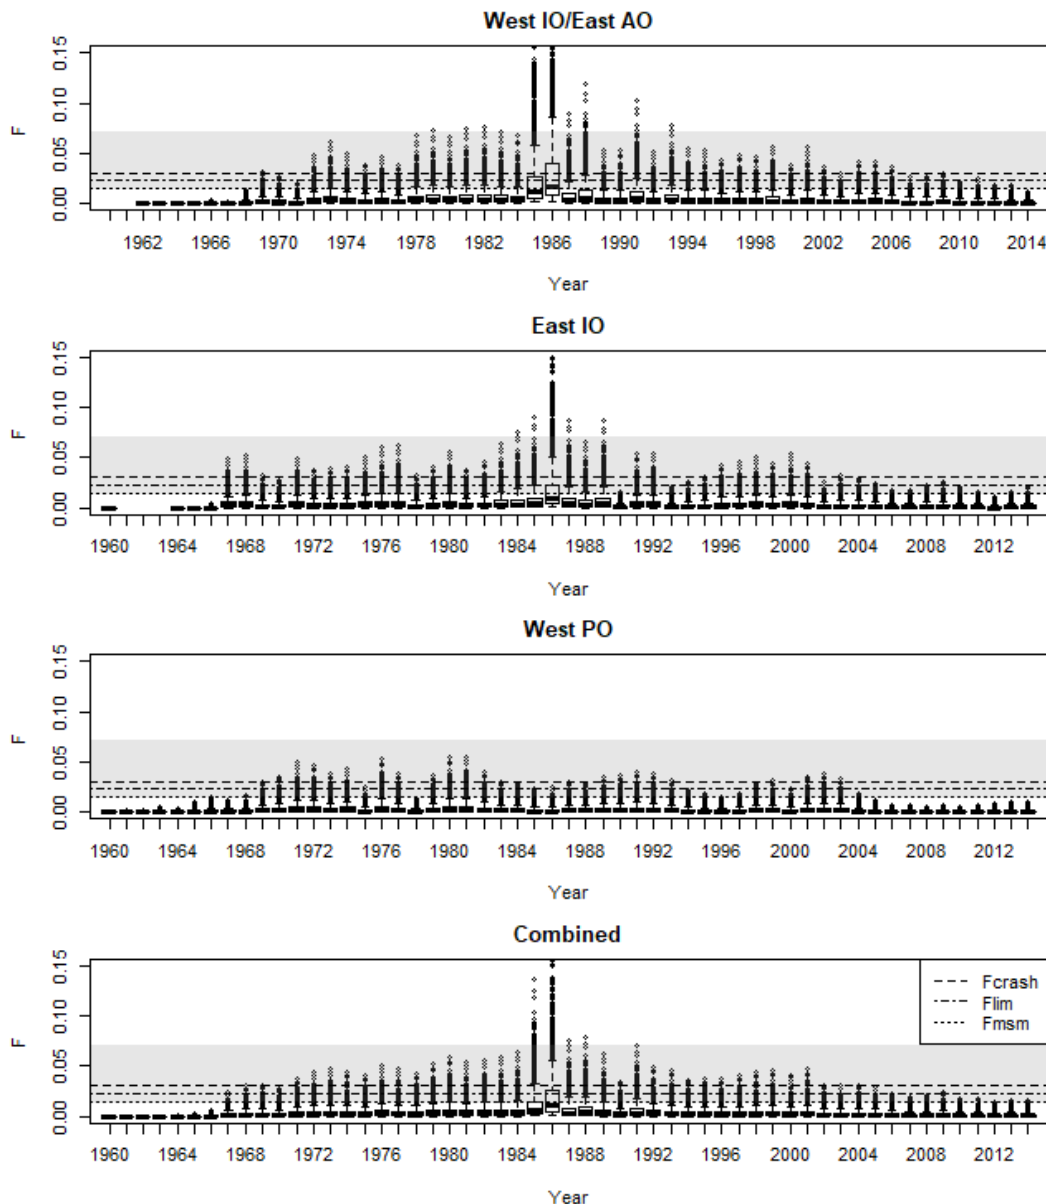 West IO/East AO
0.15
0.10
0.05
0.00
F
1962 1966 1970 1974 1978 1982 1986 1990 1994 1998 2002 2006 2010 2014
Year
East IO
0.15
0.10
0.05
0.00
F
1960 1964 1968 1972 1976 1980 1984 1988 1992 1996 2000 2004 2008 2012
Year
West PO
0.15
0.10
0.05
0.00
F
1960 1964 1968 1972 1976 1980 1984 1988 1992 1996 2000 2004 2008 2012
Year
Combined
0.15
0.10
0.05
0.00
F
Fcrash
Flim
Fmsm
1960 1964 1968 1972 1976 1980 1984 1988 1992 1996 2000 2004 2008 2012
Year